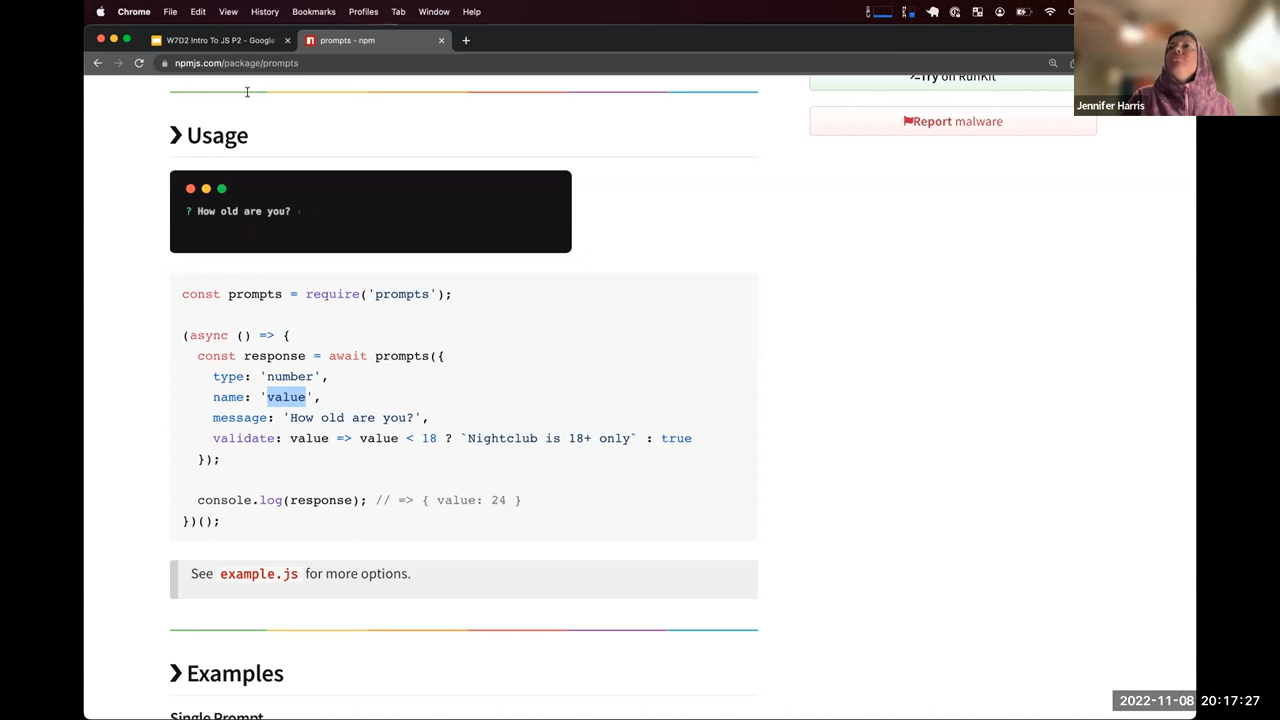 Chrome File Edit View History Bookmarks Profiles Tab Window Help
W7D2 Intro To JS P2 - Google
prompts - npm
npmjs.com/package/prompts
Try on RunKit
Report malware
Jennifer Harris
Usage
? How old are you? ›
const prompts = require('prompts');
(async () => {
const response = await prompts({
type: 'number',
name: 'value',
message: 'How old are you?',
validate: value => value < 18 ? `Nightclub is 18+ only` : true
});
console.log(response); // => { value: 24 }
})();
See example.js for more options.
Examples
Single Prompt
2022-11-08 20:17:27